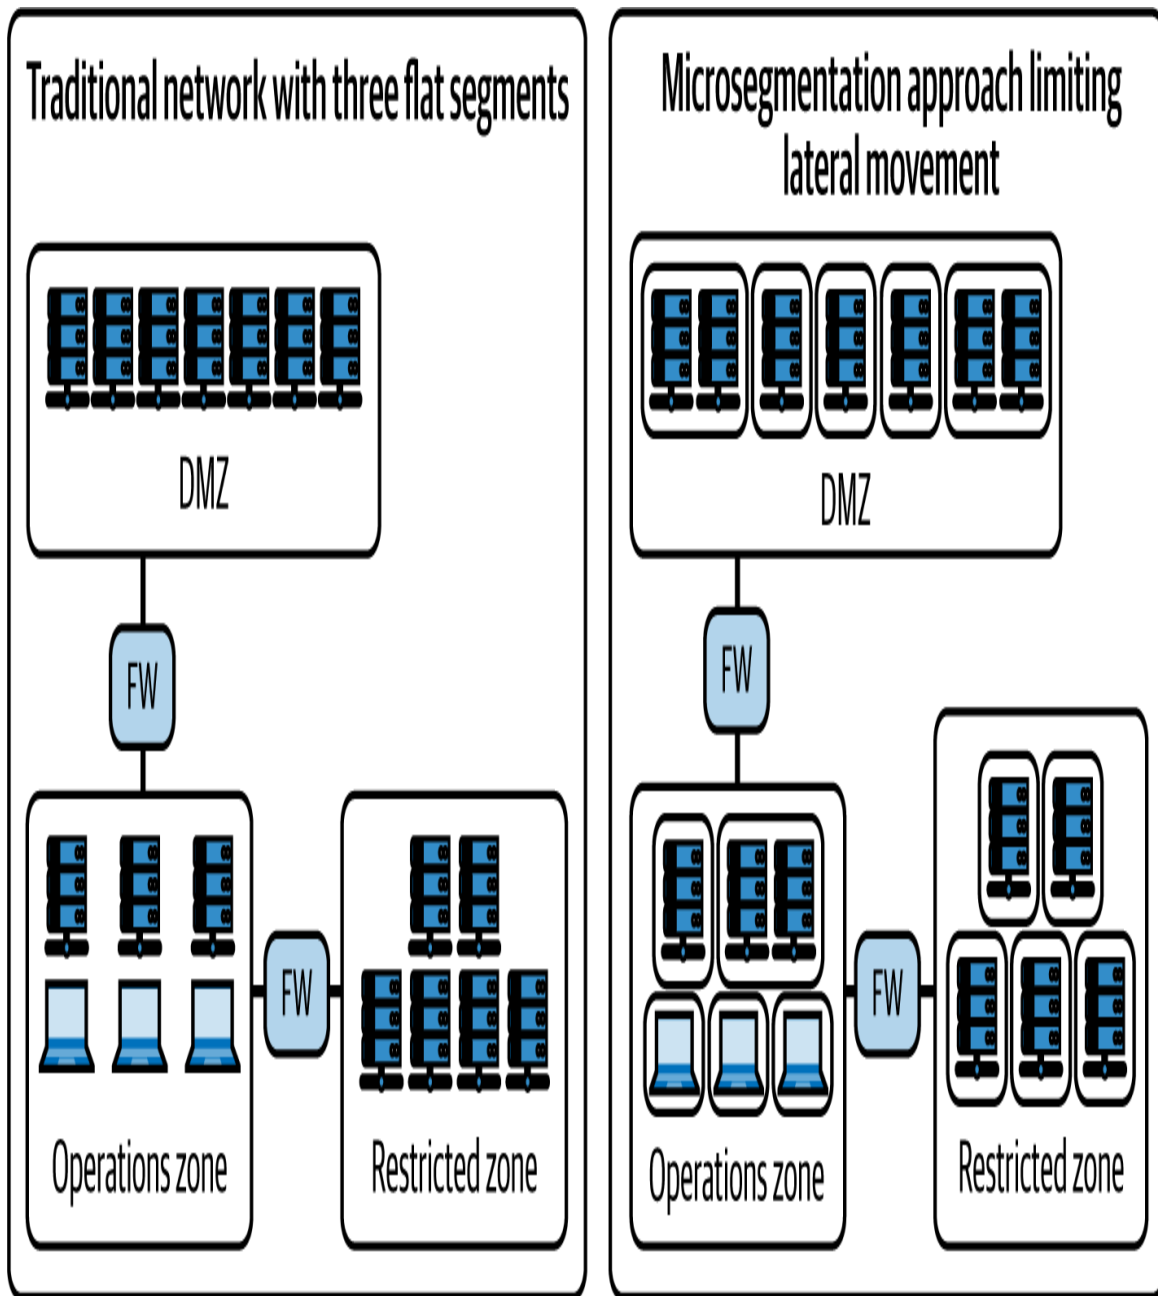 Traditional network with three flat segments
DMZ
FW
FW
Operations zone
Restricted zone
Microsegmentation approach limiting
lateral movement
DMZ
FW
FW
Operations zone
Restricted zone